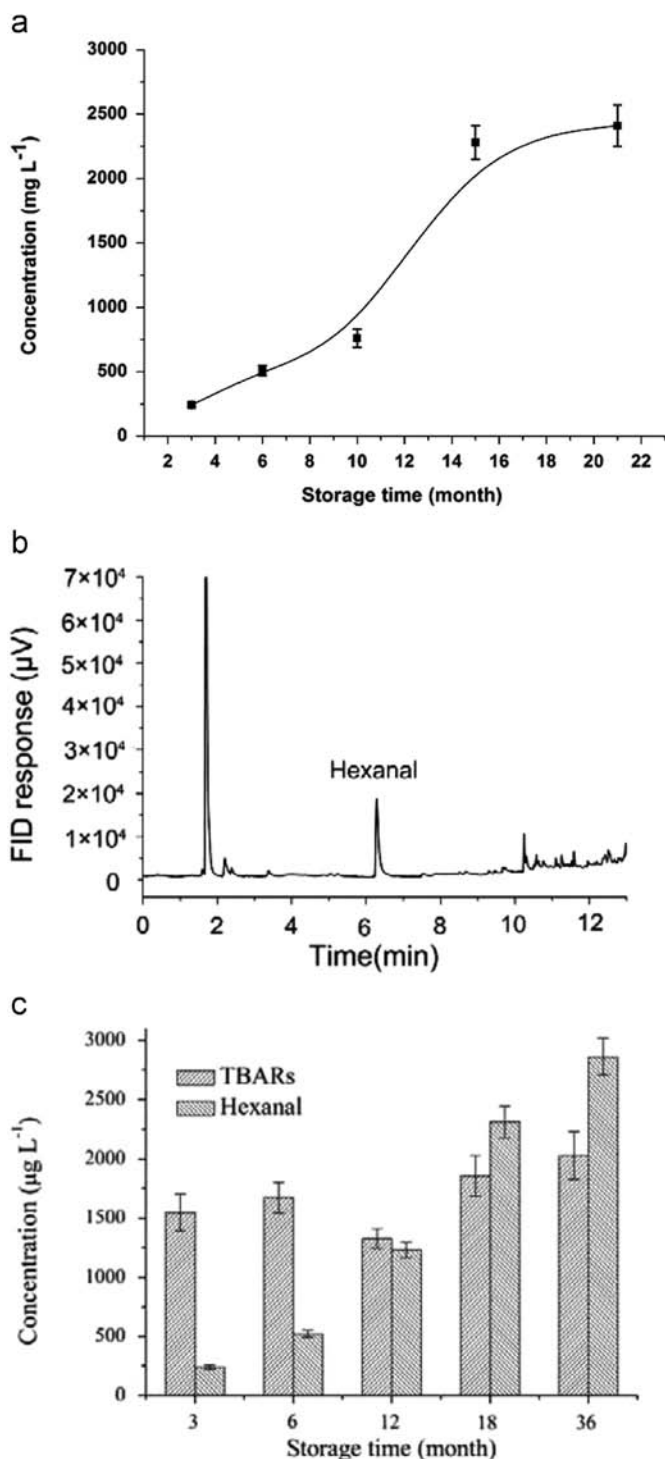 a
3000
2500
2000
1500
1000
500
0
Concentration (mg L⁻¹)
2 4 6 8 10 12 14 16 18 20 22
Storage time (month)
b
7×10⁴
6×10⁴
5×10⁴
4×10⁴
3×10⁴
2×10⁴
1×10⁴
0
FID response (µV)
Hexanal
0 2 4 6 8 10 12
Time(min)
c
3000
2500
2000
1500
1000
500
0
Concentration (µg L⁻¹)
TBARs
Hexanal
3 6 12 18 36
Storage time (month)